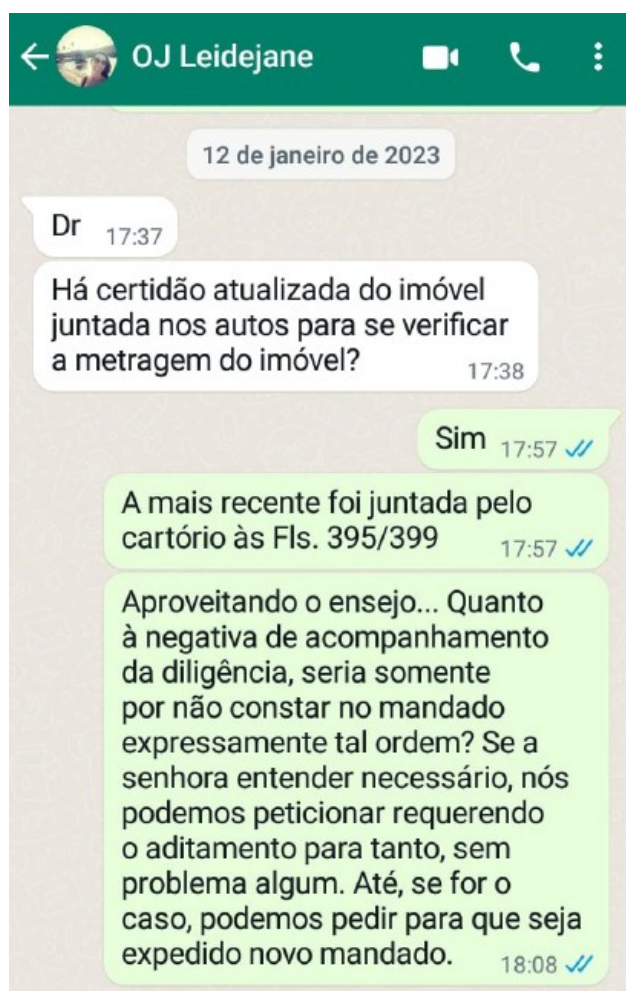 OJ Leidejane
12 de janeiro de 2023
Dr 17:37
Há certidão atualizada do imóvel
juntada nos autos para se verificar
a metragem do imóvel? 17:38
Sim 17:57
A mais recente foi juntada pelo
cartório às Fls. 395/399 17:57
Aproveitando o ensejo... Quanto
à negativa de acompanhamento
da diligência, seria somente
por não constar no mandado
expressamente tal ordem? Se a
senhora entender necessário, nós
podemos peticionar requerendo
o aditamento para tanto, sem
problema algum. Até, se for o
caso, podemos pedir para que seja
expedido novo mandado. 18:08